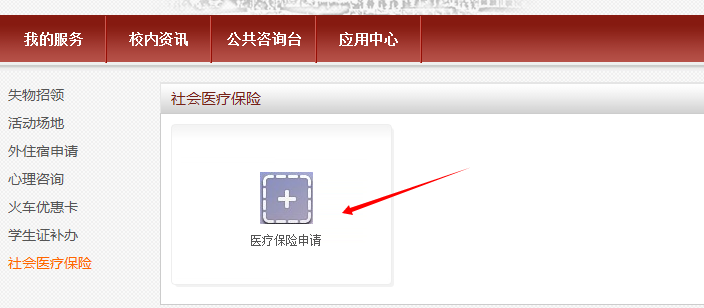 我的服务 校内资讯 公共咨询台 应用中心
失物招领
活动场地
外住宿申请
心理咨询
火车优惠卡
学生证补办
社会医疗保险
社会医疗保险
医疗保险申请